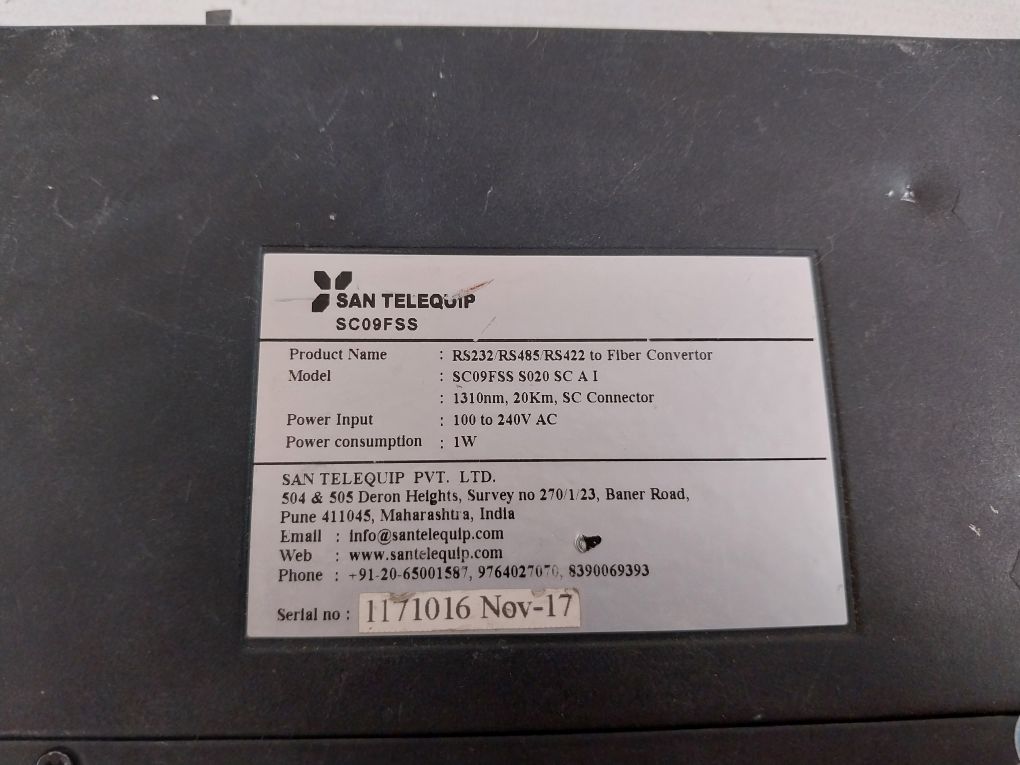 SAN TELEQUIP
SC09FSS
Product Name : RS232/RS485/RS422 to Fiber Convertor
Model : SC09FSS S020 SC A I
: 1310nm, 20Km, SC Connector
Power Input : 100 to 240V AC
Power consumption : 1W
SAN TELEQUIP PVT. LTD.
504 & 505 Deron Heights, Survey no 270/1/23, Baner Road,
Pune 411045, Maharashtra, India
Email : info@santelequip.com
Web : www.santelequip.com
Phone : +91-20-65001587, 9764027070, 8390069393
Serial no : 1171016 Nov-17